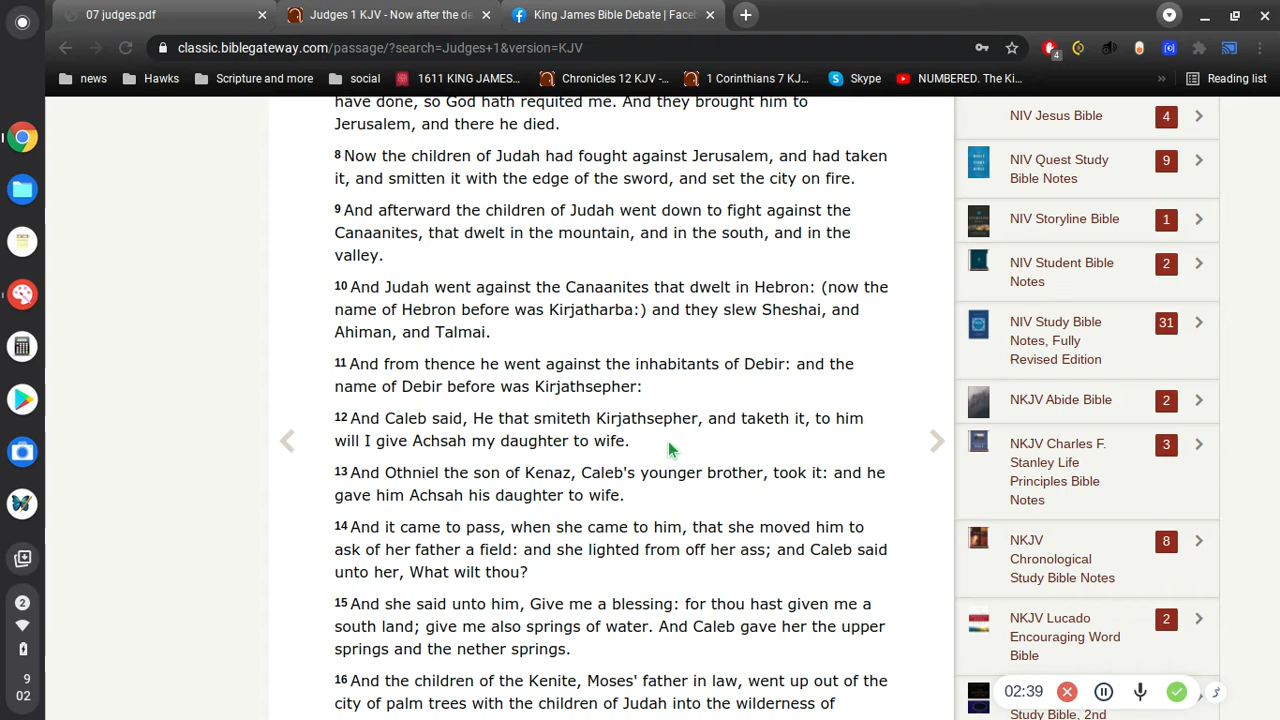 07 judges.pdf
Judges 1 KJV - Now after the de
King James Bible Debate | Face
classic.biblegateway.com/passage/?search=Judges+1&version=KJV
4
news
Hawks
Scripture and more
social
1611 KING JAMES...
Chronicles 12 KJV -...
1 Corinthians 7 KJ...
Skype
NUMBERED. The Ki...
»
Reading list
have done, so God hath requited me. And they brought him to
Jerusalem, and there he died.
8 Now the children of Judah had fought against Jerusalem, and had taken
it, and smitten it with the edge of the sword, and set the city on fire.
9 And afterward the children of Judah went down to fight against the
Canaanites, that dwelt in the mountain, and in the south, and in the
valley.
10 And Judah went against the Canaanites that dwelt in Hebron: (now the
name of Hebron before was Kirjatharba:) and they slew Sheshai, and
Ahiman, and Talmai.
11 And from thence he went against the inhabitants of Debir: and the
name of Debir before was Kirjathsepher:
12 And Caleb said, He that smiteth Kirjathsepher, and taketh it, to him
will I give Achsah my daughter to wife.
13 And Othniel the son of Kenaz, Caleb's younger brother, took it: and he
gave him Achsah his daughter to wife.
14 And it came to pass, when she came to him, that she moved him to
ask of her father a field: and she lighted from off her ass; and Caleb said
unto her, What wilt thou?
15 And she said unto him, Give me a blessing: for thou hast given me a
south land; give me also springs of water. And Caleb gave her the upper
springs and the nether springs.
16 And the children of the Kenite, Moses' father in law, went up out of the
city of palm trees with the children of Judah into the wilderness of
NIV Jesus Bible
4
NIV Quest Study
Bible Notes
9
NIV Storyline Bible
1
NIV Student Bible
Notes
2
NIV Study Bible
Notes, Fully
Revised Edition
31
NKJV Abide Bible
2
NKJV Charles F.
Stanley Life
Principles Bible
Notes
3
NKJV
Chronological
Study Bible Notes
8
NKJV Lucado
Encouraging Word
Bible
2
Study Bible, 2nd
02:39
2
9
02